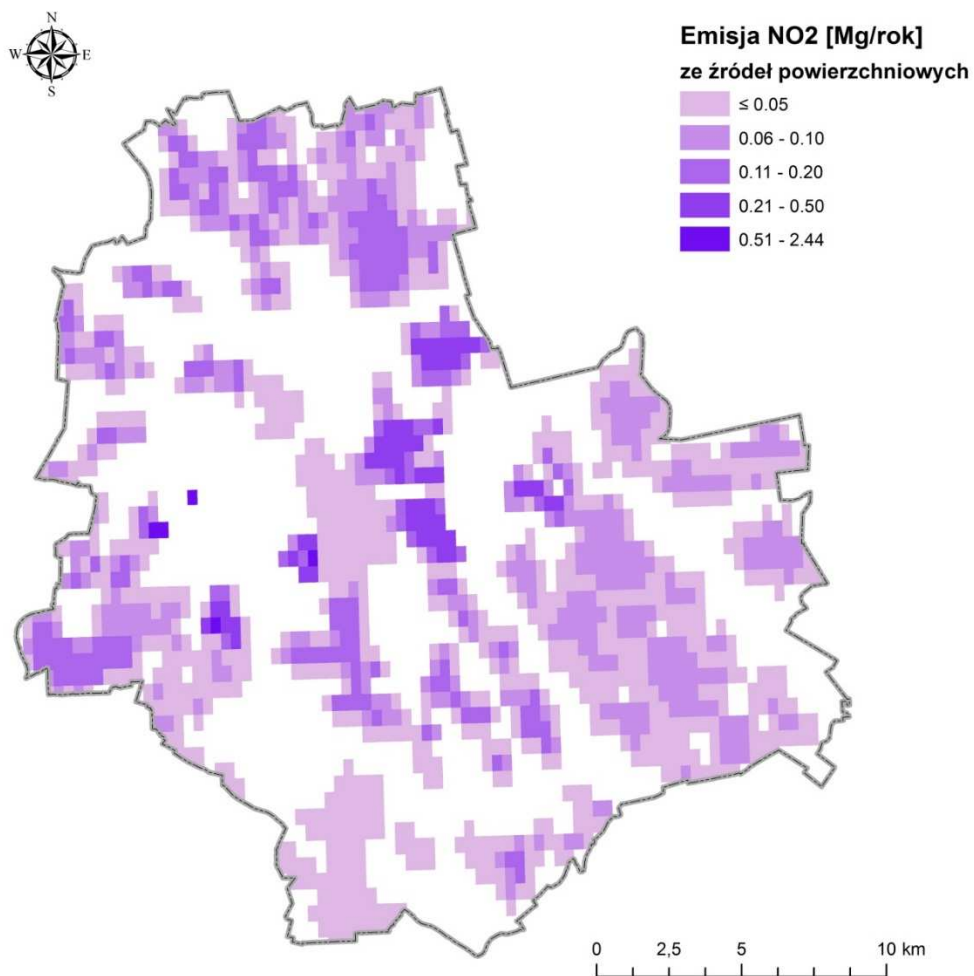 N
W E
S
Emisja NO2 [Mg/rok]
ze źródeł powierzchniowych
≤ 0.05
0.06 - 0.10
0.11 - 0.20
0.21 - 0.50
0.51 - 2.44
0 2,5 5 10 km